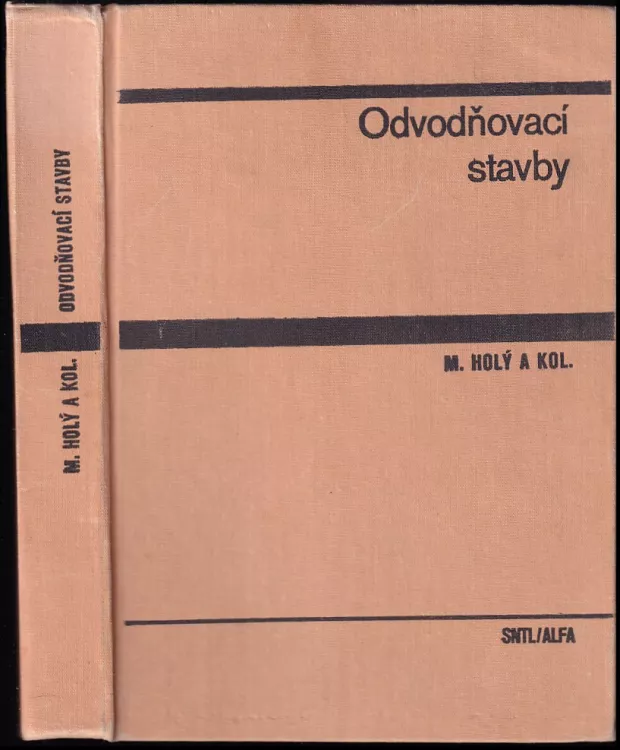 Odvodňovací
stavby
M. HOLÝ A KOL.
SNTL/ALFA
M. HOLÝ A KOL. ODVODŇOVACÍ STAVBY